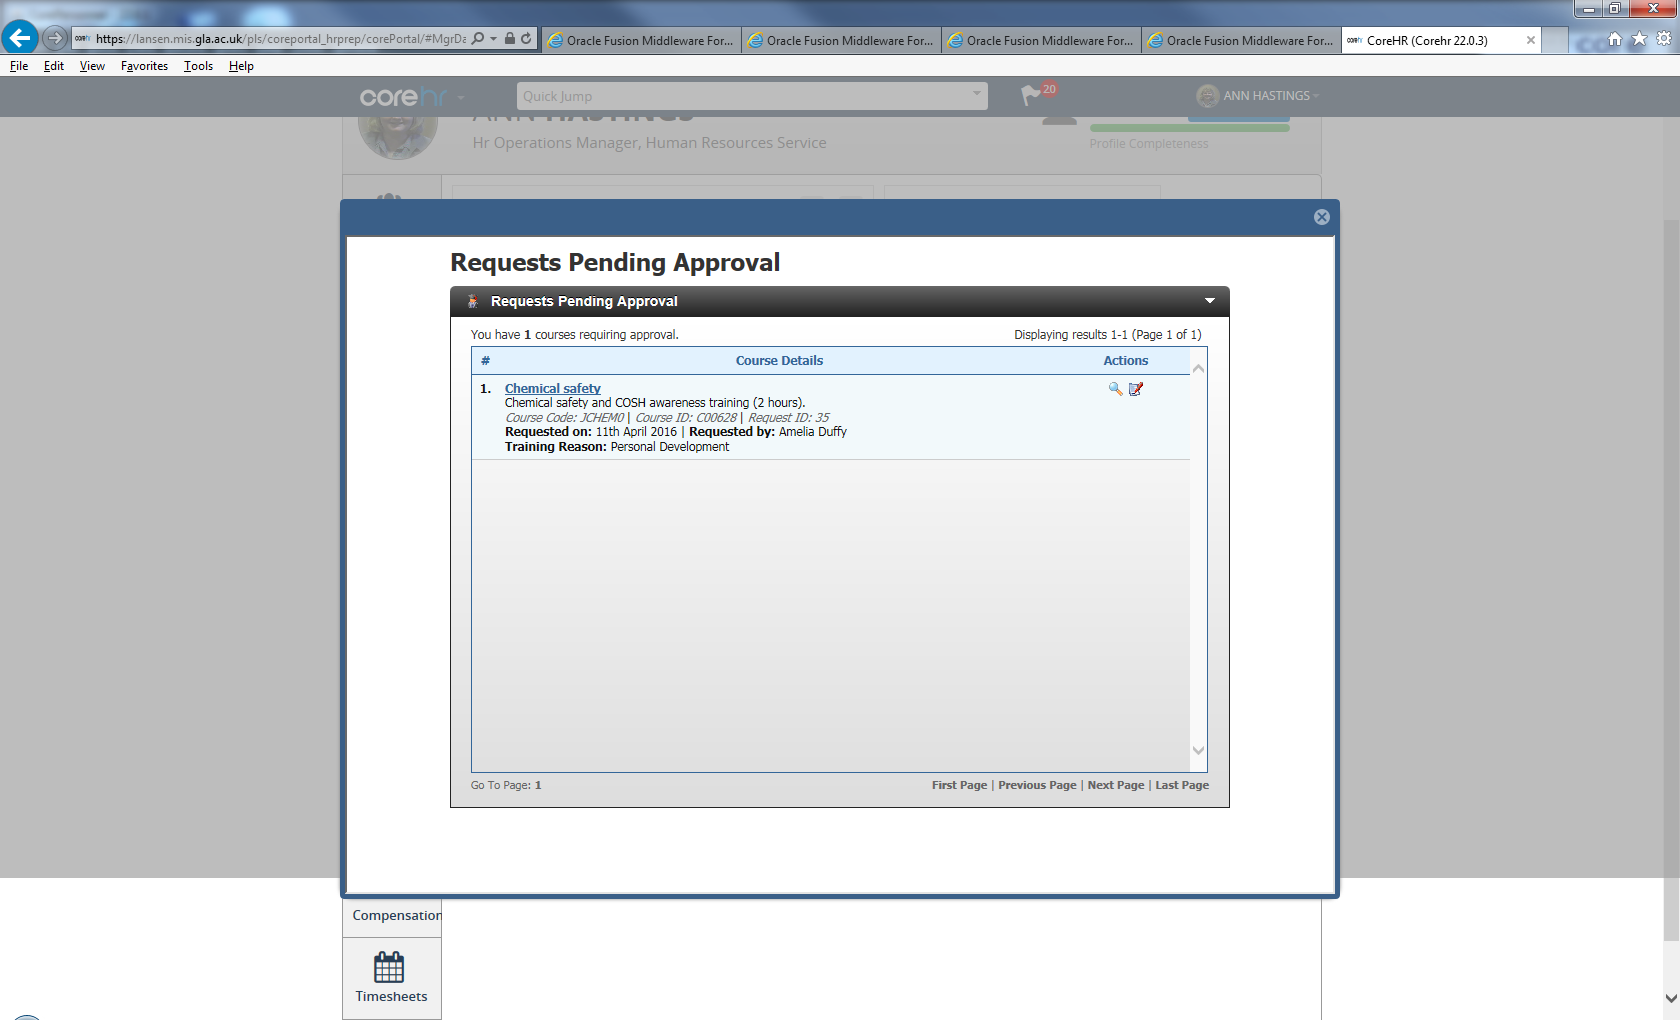 https://lansen.mis.gla.ac.uk/pls/coreportal_hrprep/corePortal/#MgrDa
Oracle Fusion Middleware For...
Oracle Fusion Middleware For...
Oracle Fusion Middleware For...
Oracle Fusion Middleware For...
corehr CoreHR (Corehr 22.0.3)
File Edit View Favorites Tools Help
corehr
Quick Jump
20
ANN HASTINGS
ANN HASTINGS
Hr Operations Manager, Human Resources Service
Profile Completeness
Requests Pending Approval
Requests Pending Approval
You have 1 courses requiring approval.
Displaying results 1-1 (Page 1 of 1)
# Course Details Actions
1. Chemical safety
Chemical safety and COSH awareness training (2 hours).
Course Code: JCHEM0 | Course ID: C00628 | Request ID: 35
Requested on: 11th April 2016 | Requested by: Amelia Duffy
Training Reason: Personal Development
Go To Page: 1
First Page | Previous Page | Next Page | Last Page
Compensation
Timesheets